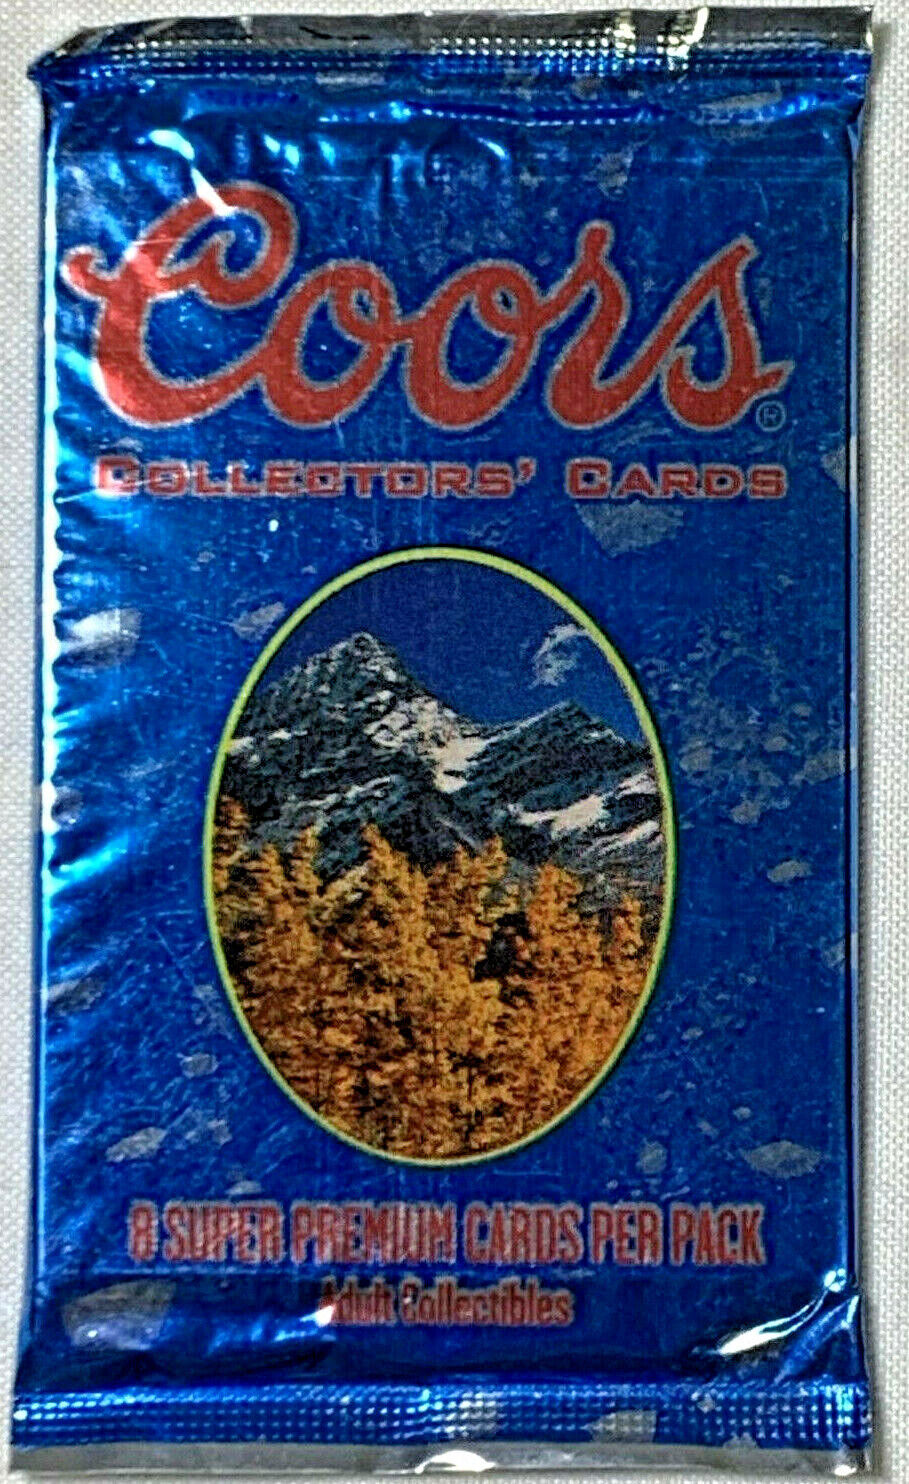 Coors®
COLLECTORS' CARDS
8 SUPER PREMIUM CARDS PER PACK
Adult Collectibles